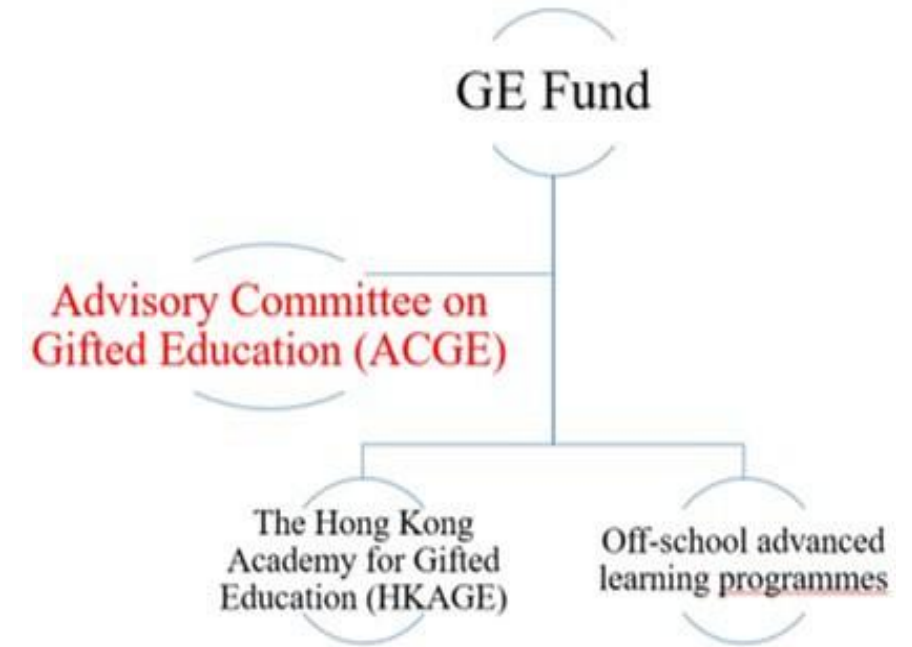 GE Fund
Advisory Committee on
Gifted Education (ACGE)
The Hong Kong
Academy for Gifted
Education (HKAGE)
Off-school advanced
learning programmes